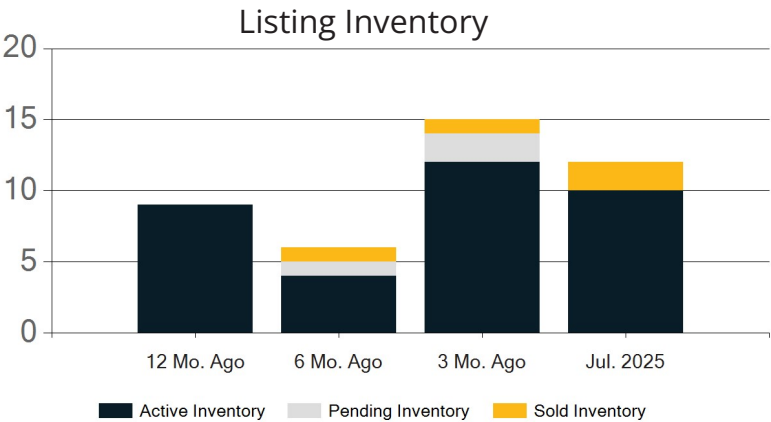 Listing Inventory
20
15
10
5
0
12 Mo. Ago 6 Mo. Ago 3 Mo. Ago Jul. 2025
Active Inventory Pending Inventory Sold Inventory